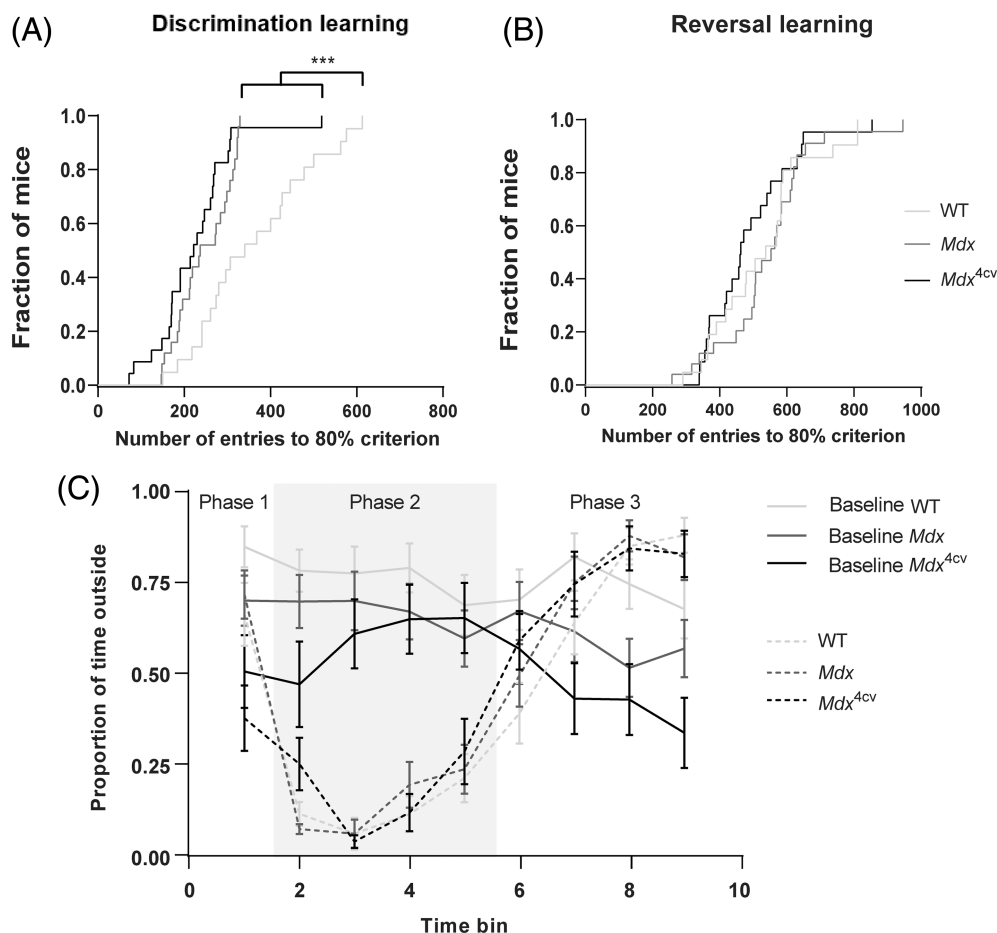 (A)
Discrimination learning
***
Fraction of mice
1.0
0.8
0.6
0.4
0.2
0.0
0 200 400 600 800
Number of entries to 80% criterion
(B)
Reversal learning
Fraction of mice
1.0
0.8
0.6
0.4
0.2
0.0
0 200 400 600 800 1000
Number of entries to 80% criterion
WT
Mdx
Mdx4cv
(C)
Proportion of time outside
1.00
0.75
0.50
0.25
0.00
Phase 1 Phase 2 Phase 3
0 2 4 6 8 10
Time bin
Baseline WT
Baseline Mdx
Baseline Mdx4cv
WT
Mdx
Mdx4cv